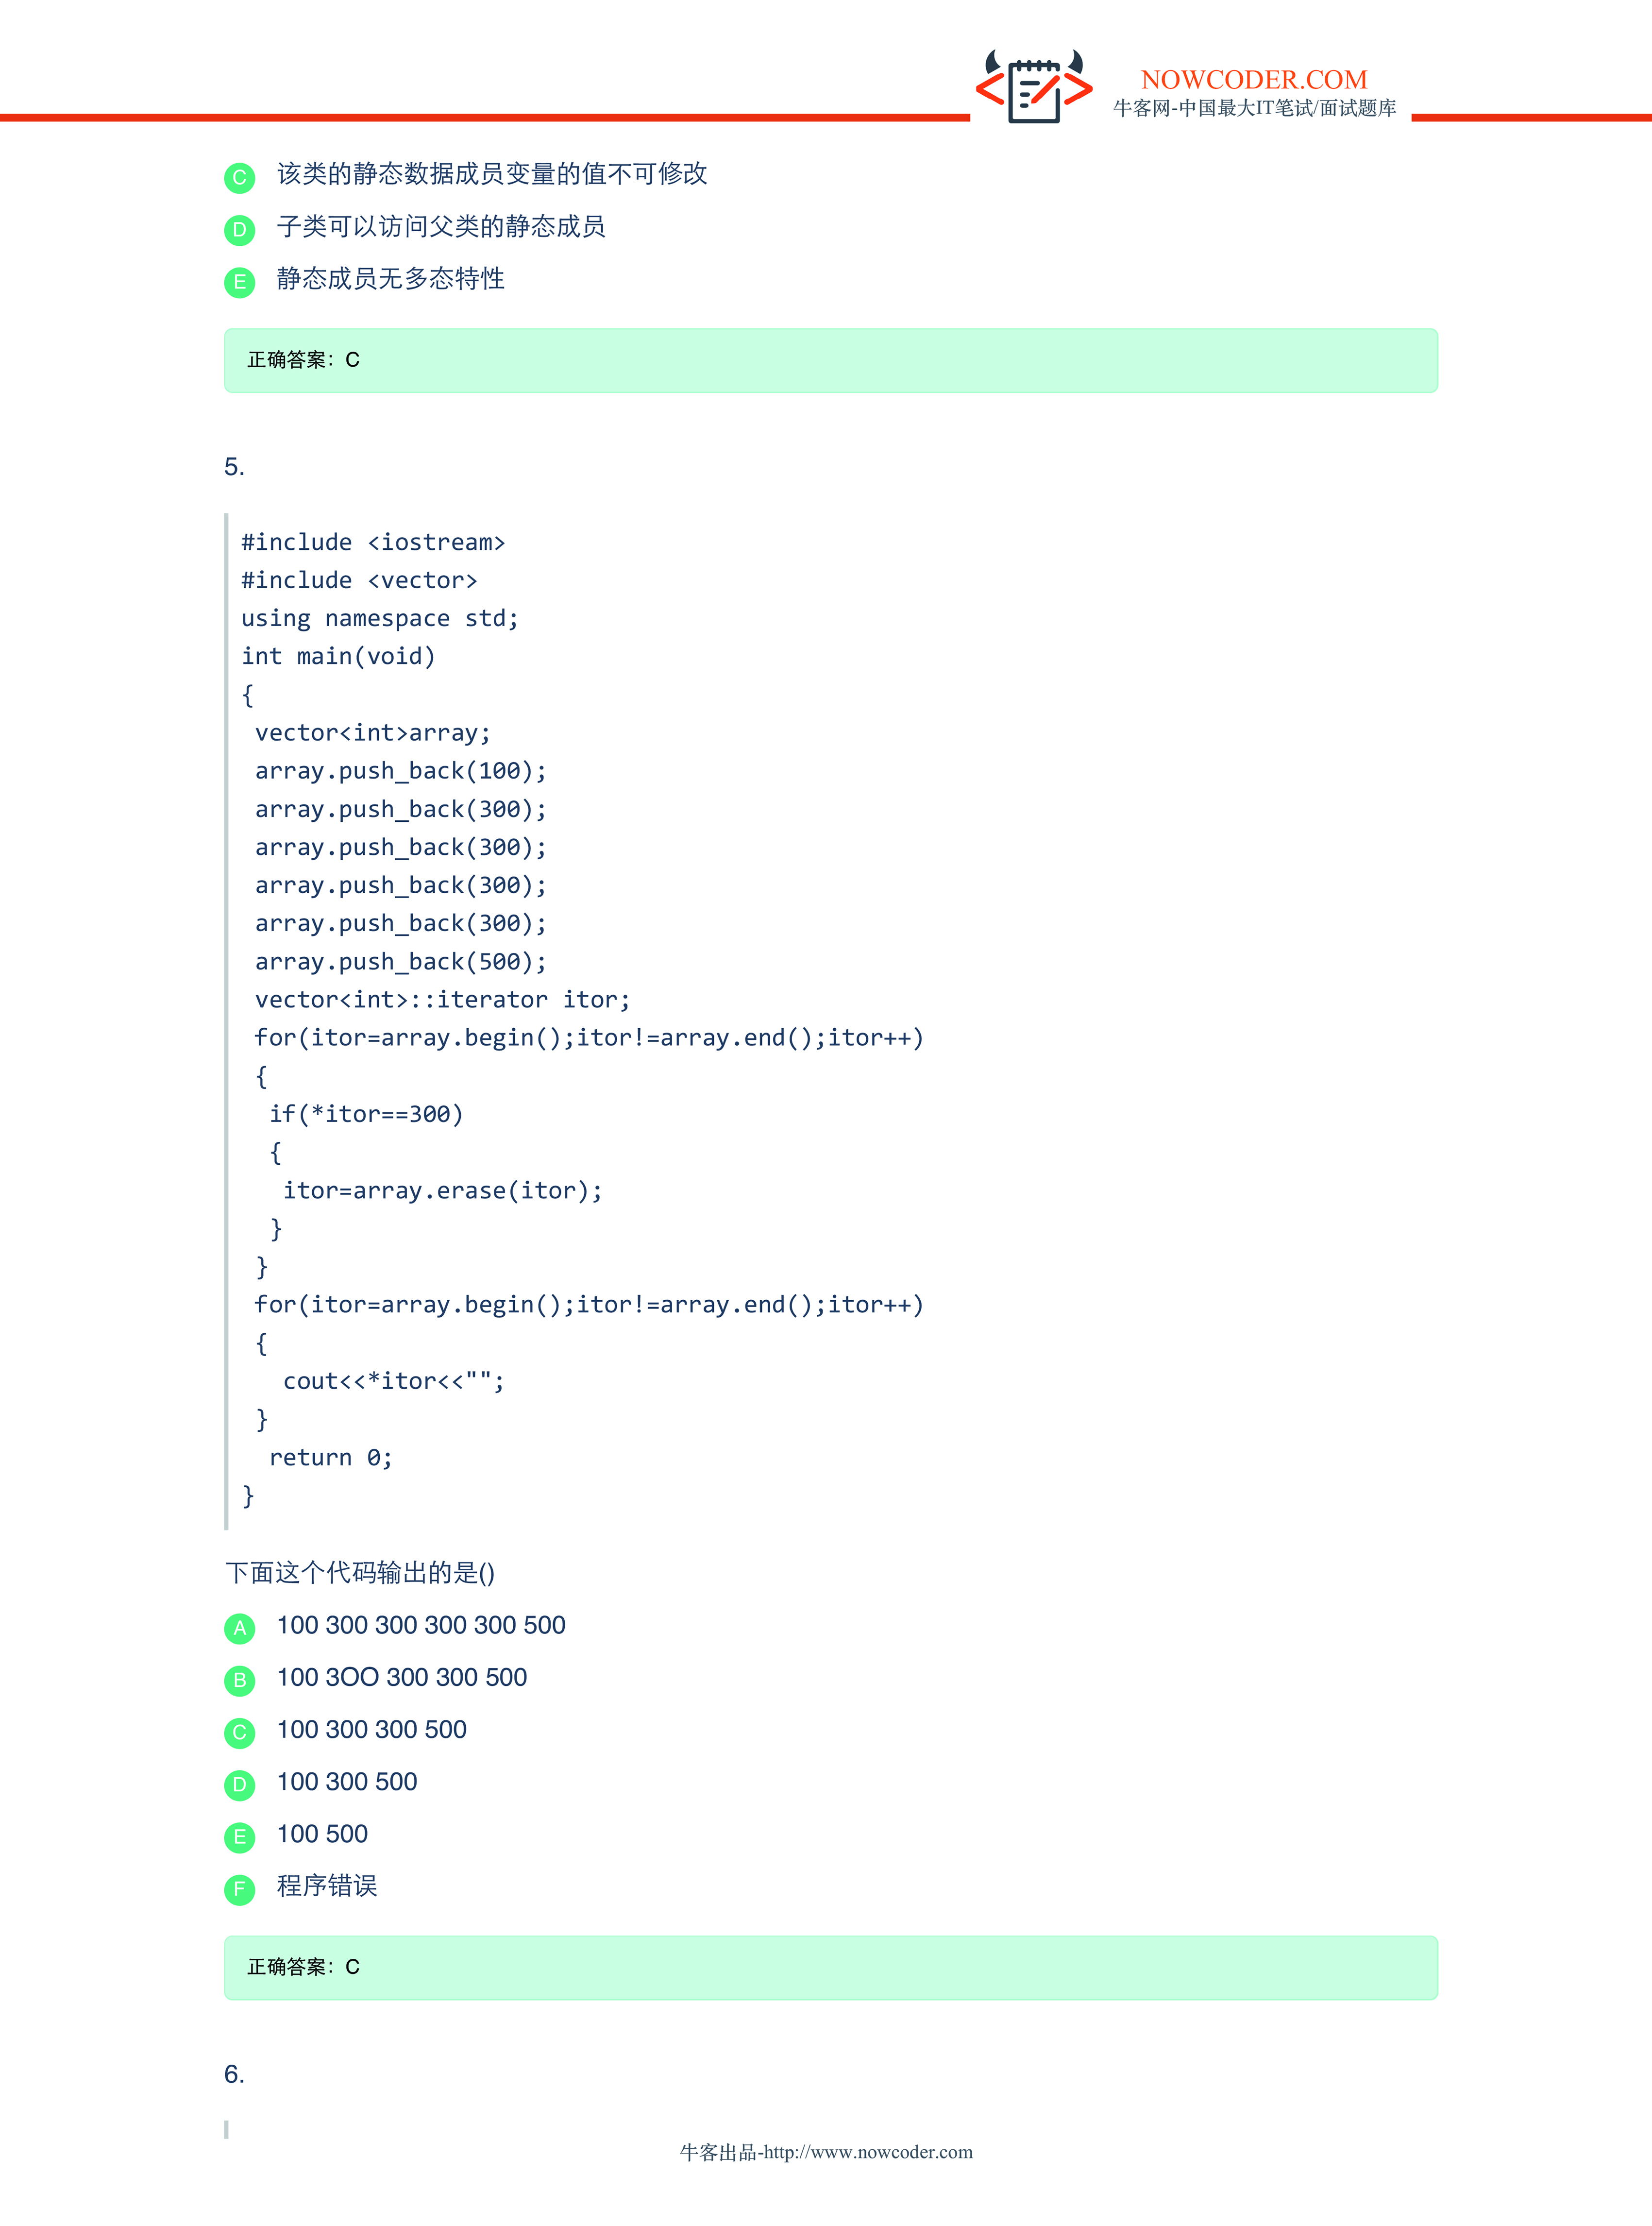 NOWCODER.COM
牛客网-中国最大IT笔试/面试题库
C 该类的静态数据成员变量的值不可修改
D 子类可以访问父类的静态成员
E 静态成员无多态特性
正确答案：C
5.
#include <iostream>
#include <vector>
using namespace std;
int main(void)
{
 vector<int>array;
 array.push_back(100);
 array.push_back(300);
 array.push_back(300);
 array.push_back(300);
 array.push_back(300);
 array.push_back(500);
 vector<int>::iterator itor;
 for(itor=array.begin();itor!=array.end();itor++)
 {
  if(*itor==300)
  {
   itor=array.erase(itor);
  }
 }
 for(itor=array.begin();itor!=array.end();itor++)
 {
   cout<<*itor<<"";
 }
  return 0;
}
下面这个代码输出的是()
A 100 300 300 300 300 500
B 100 3OO 300 300 500
C 100 300 300 500
D 100 300 500
E 100 500
F 程序错误
正确答案：C
6.
牛客出品-http://www.nowcoder.com